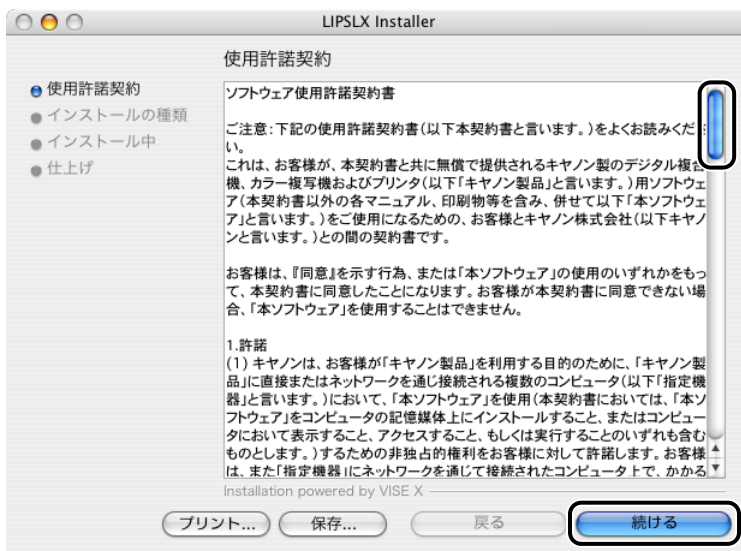 LIPSLX Installer
使用許諾契約
使用許諾契約
インストールの種類
インストール中
仕上げ
ソフトウェア使用許諾契約書
ご注意:下記の使用許諾契約書(以下本契約書と言います。)をよくお読みくださ
い。
これは、お客様が、本契約書と共に無償で提供されるキヤノン製のデジタル複合
機、カラー複写機およびプリンタ(以下「キヤノン製品」と言います。)用ソフトウェ
ア(本契約書以外の各マニュアル、印刷物等を含み、併せて以下「本ソフトウェ
ア」と言います。)をご使用になるための、お客様とキヤノン株式会社(以下キヤノ
ンと言います。)との間の契約書です。
お客様は、『同意』を示す行為、または「本ソフトウェア」の使用のいずれかをもっ
て、本契約書に同意したことになります。お客様が本契約書に同意できない場
合、「本ソフトウェア」を使用することはできません。
1.許諾
(1) キヤノンは、お客様が「キヤノン製品」を利用する目的のために、「キヤノン製
品」に直接またはネットワークを通じ接続される複数のコンピュータ(以下「指定機
器」と言います。)において、「本ソフトウェア」を使用(本契約書においては、「本ソ
フトウェア」をコンピュータの記憶媒体上にインストールすること、またはコンピュー
タにおいて表示すること、アクセスすること、もしくは実行することのいずれも含む
ものとします。)するための非独占的権利をお客様に対して許諾します。お客様
は、また「指定機器」にネットワークを通じて接続されたコンピュータ上で、かかる
Installation powered by VISE X
プリント... 保存... 戻る 続ける